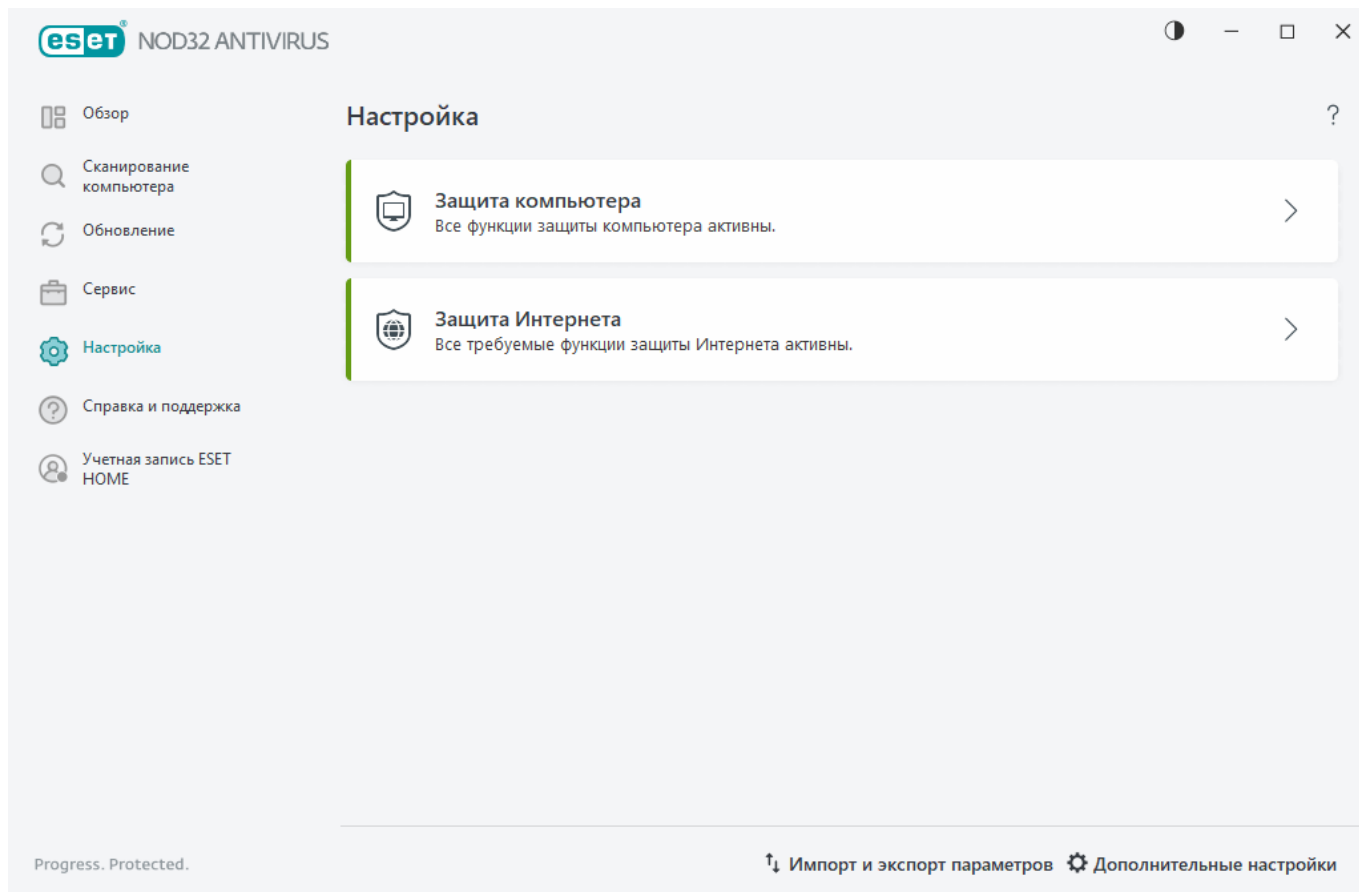 eset® NOD32 ANTIVIRUS
Обзор
Сканирование
компьютера
Обновление
Сервис
Настройка
Справка и поддержка
Учетная запись ESET
HOME
Настройка
?
Защита компьютера
Все функции защиты компьютера активны.
Защита Интернета
Все требуемые функции защиты Интернета активны.
Progress. Protected.
Импорт и экспорт параметров
Дополнительные настройки